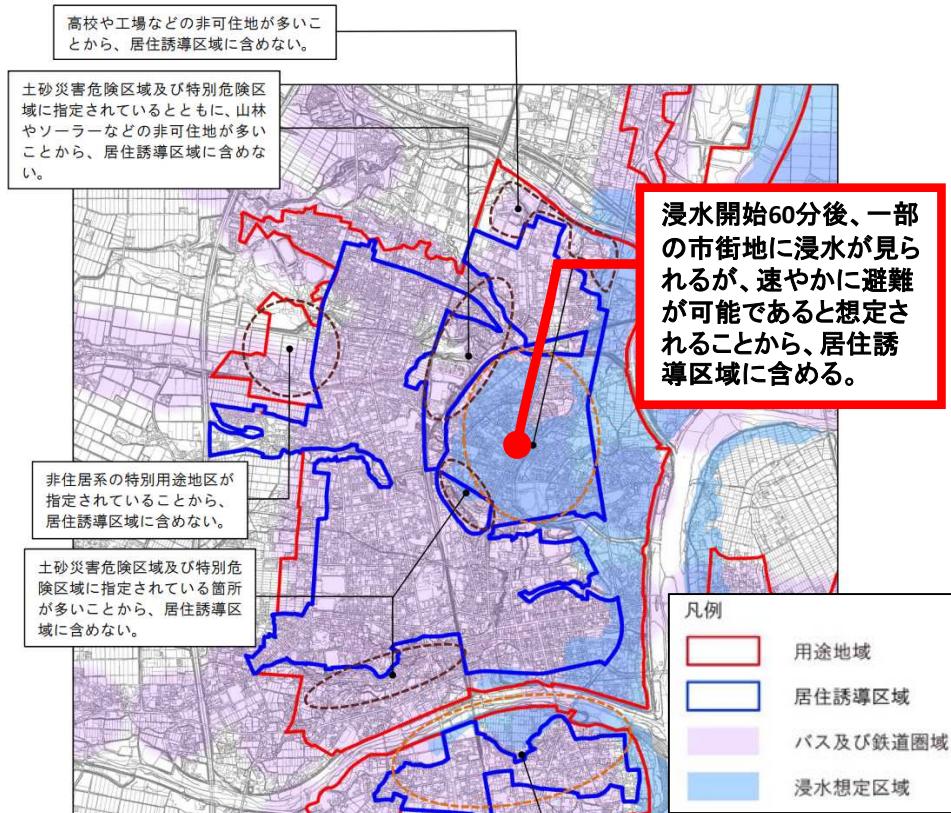 高校や工場などの非可住地が多いこ
とから、居住誘導区域に含めない。
土砂災害危険区域及び特別危険区
域に指定されているとともに、山林
やソーラーなどの非可住地が多い
ことから、居住誘導区域に含めな
い。
浸水開始60分後、一部
の市街地に浸水が見ら
れるが、速やかに避難
が可能であると想定さ
れることから、居住誘
導区域に含める。
非住居系の特別用途地区が
指定されていることから、
居住誘導区域に含めない。
土砂災害危険区域及び特別危
険区域に指定されている箇所
が多いことから、居住誘導区
域に含めない。
凡例
用途地域
居住誘導区域
バス及び鉄道圏域
浸水想定区域